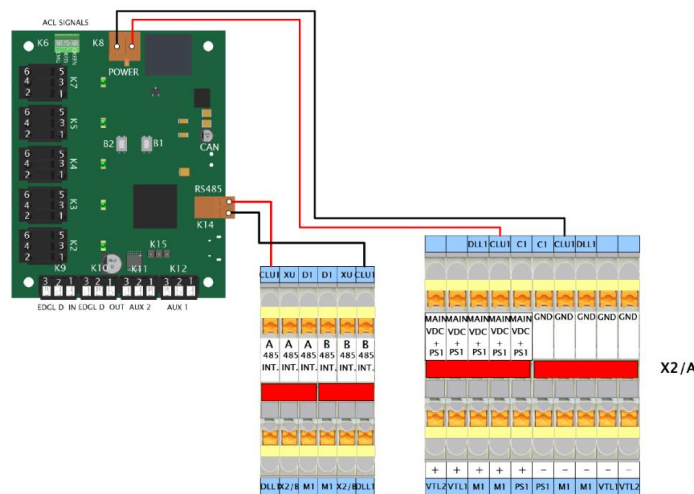 ACL SIGNALS
K6
SMG
RED
GREEN
K8
POWER
6 5
4 3
2 1
K7
6 5
4 3
2 1
K5
B2
B1
CAN
6 5
4 3
2 1
K4
6 5
4 3
2 1
K3
RS485
K14
6 5
4 3
2 1
K2
K15
K9 K10 K11 K12
3 2 1 3 2 1 3 2 1 3 2 1
EDGL D IN EDGL D OUT AUX 2 AUX 1
DLL1 CLU1 C1 C1 CLU1 DLL1
CLU1 XU D1 D1 XU CLU1
MAIN MAIN MAIN MAIN MAIN GND GND GND GND GND
VDC VDC VDC VDC VDC
+ + + + +
PS1 PS1 PS1 PS1 PS1
A A A B B B
485 485 485 485 485 485
INT. INT. INT. INT. INT. INT.
X2/A
+ + + + + − − − − −
DLL1 X2/B M1 M1 X2/B DLL1
VTL2 VTL1 M1 M1 PS1 PS1 M1 M1 VTL1 VTL2